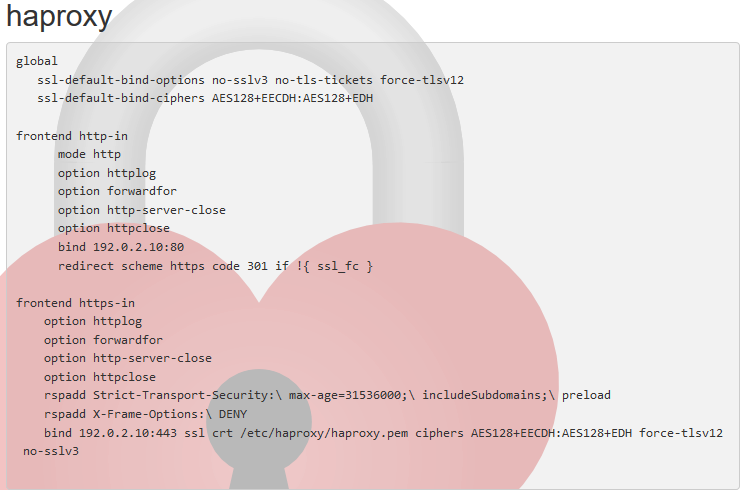 haproxy
global
ssl-default-bind-options no-sslv3 no-tls-tickets force-tlsv12
ssl-default-bind-ciphers AES128+EECDH:AES128+EDH
frontend http-in
mode http
option httplog
option forwardfor
option http-server-close
option httpclose
bind 192.0.2.10:80
redirect scheme https code 301 if !{ ssl_fc }
frontend https-in
option httplog
option forwardfor
option http-server-close
option httpclose
rspadd Strict-Transport-Security:\ max-age=31536000;\ includeSubdomains;\ preload
rspadd X-Frame-Options:\ DENY
bind 192.0.2.10:443 ssl crt /etc/haproxy/haproxy.pem ciphers AES128+EECDH:AES128+EDH force-tlsv12
no-sslv3